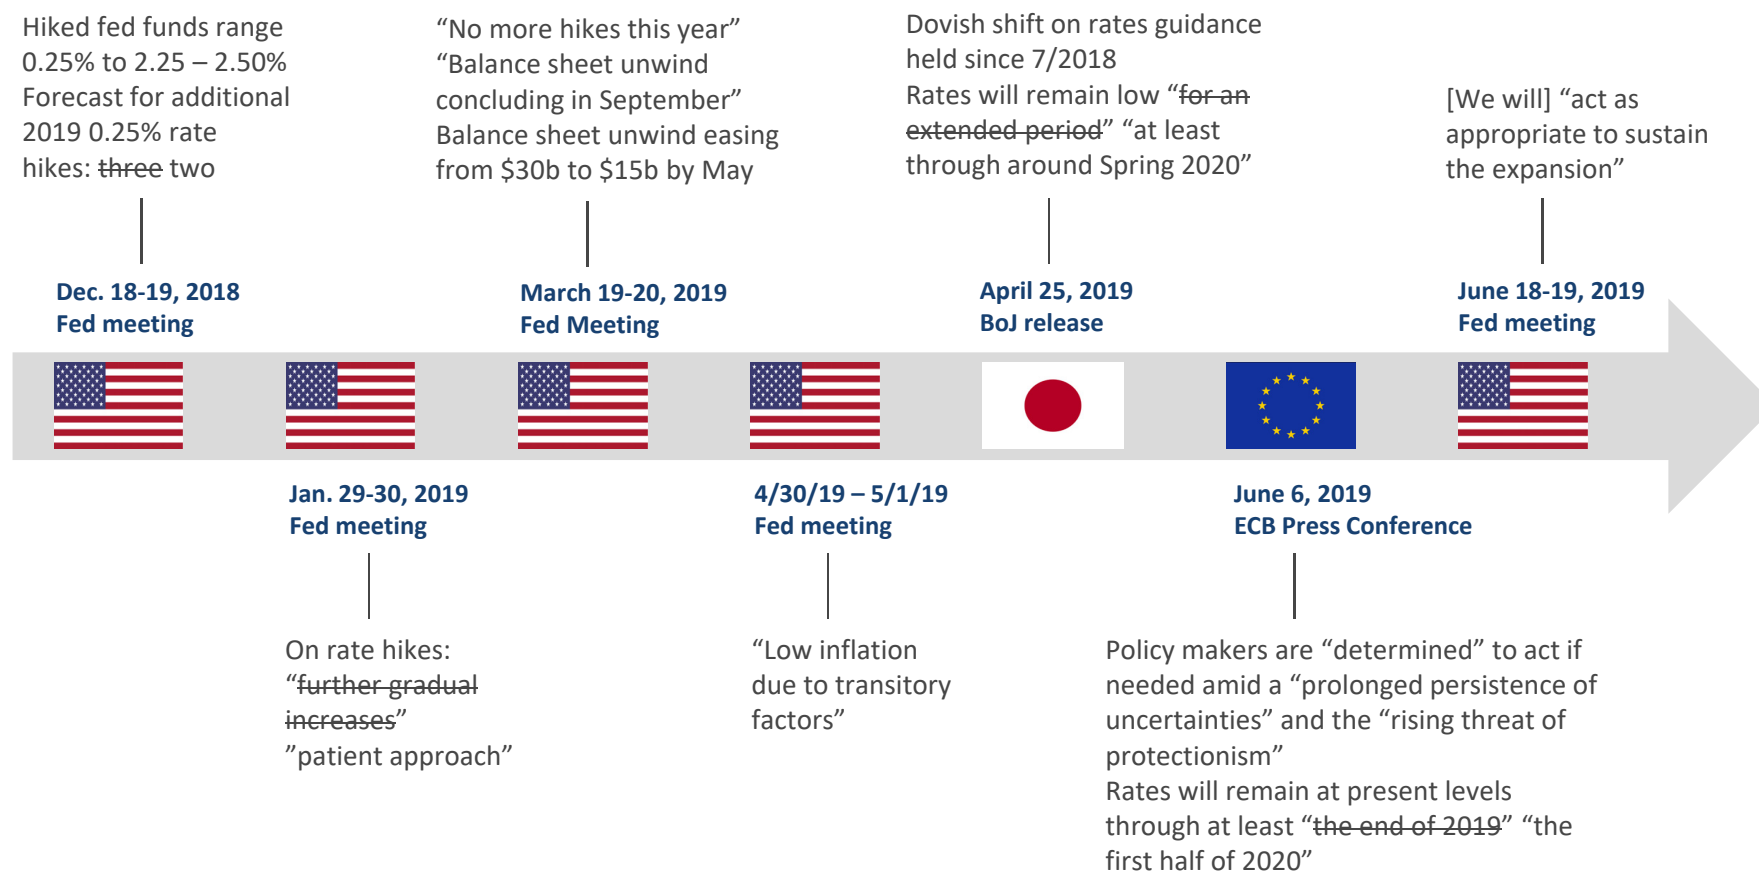 Hiked fed funds range
0.25% to 2.25 – 2.50%
Forecast for additional
2019 0.25% rate
hikes: three two
“No more hikes this year”
“Balance sheet unwind
concluding in September”
Balance sheet unwind easing
from $30b to $15b by May
Dovish shift on rates guidance
held since 7/2018
Rates will remain low “for an
extended period” “at least
through around Spring 2020”
[We will] “act as
appropriate to sustain
the expansion”
Dec. 18-19, 2018
Fed meeting
March 19-20, 2019
Fed Meeting
April 25, 2019
BoJ release
June 18-19, 2019
Fed meeting
Jan. 29-30, 2019
Fed meeting
4/30/19 – 5/1/19
Fed meeting
June 6, 2019
ECB Press Conference
On rate hikes:
“further gradual
increases”
”patient approach”
“Low inflation
due to transitory
factors”
Policy makers are “determined” to act if
needed amid a “prolonged persistence of
uncertainties” and the “rising threat of
protectionism”
Rates will remain at present levels
through at least “the end of 2019” “the
first half of 2020”